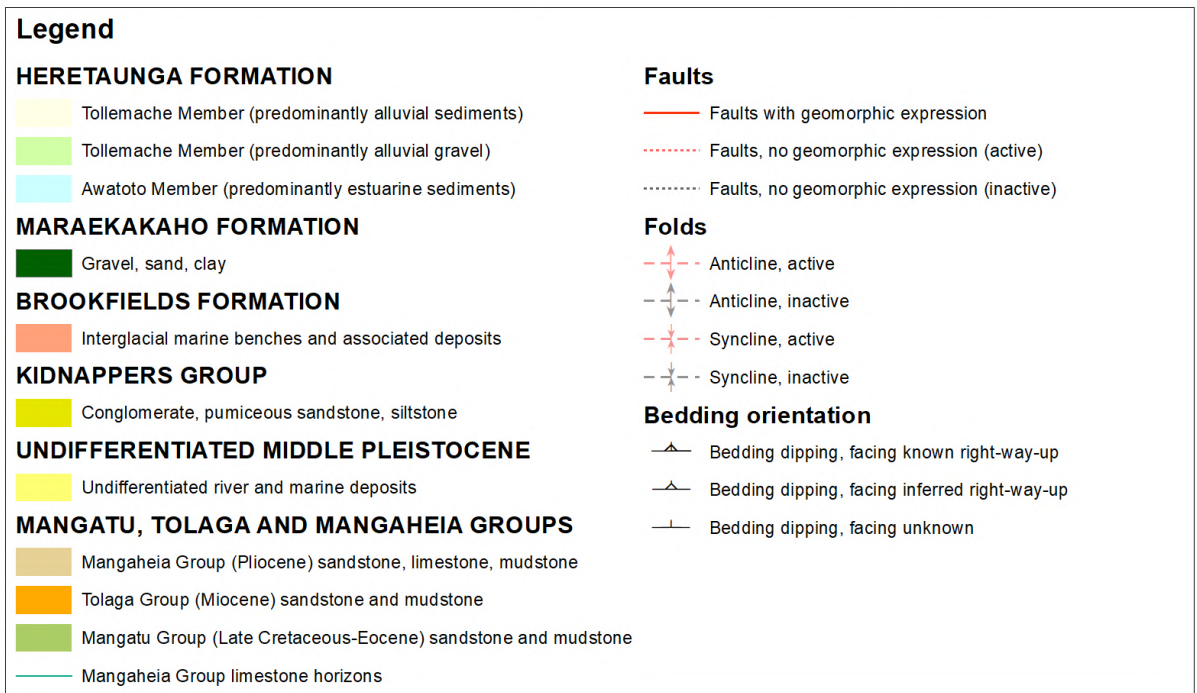 Legend
HERETAUNGA FORMATION
Tollemache Member (predominantly alluvial sediments)
Tollemache Member (predominantly alluvial gravel)
Awatoto Member (predominantly estuarine sediments)
MARAEKAKAHO FORMATION
Gravel, sand, clay
BROOKFIELDS FORMATION
Interglacial marine benches and associated deposits
KIDNAPPERS GROUP
Conglomerate, pumiceous sandstone, siltstone
UNDIFFERENTIATED MIDDLE PLEISTOCENE
Undifferentiated river and marine deposits
MANGATU, TOLAGA AND MANGAHEIA GROUPS
Mangaheia Group (Pliocene) sandstone, limestone, mudstone
Tolaga Group (Miocene) sandstone and mudstone
Mangatu Group (Late Cretaceous-Eocene) sandstone and mudstone
Mangaheia Group limestone horizons
Faults
Faults with geomorphic expression
Faults, no geomorphic expression (active)
Faults, no geomorphic expression (inactive)
Folds
Anticline, active
Anticline, inactive
Syncline, active
Syncline, inactive
Bedding orientation
Bedding dipping, facing known right-way-up
Bedding dipping, facing inferred right-way-up
Bedding dipping, facing unknown